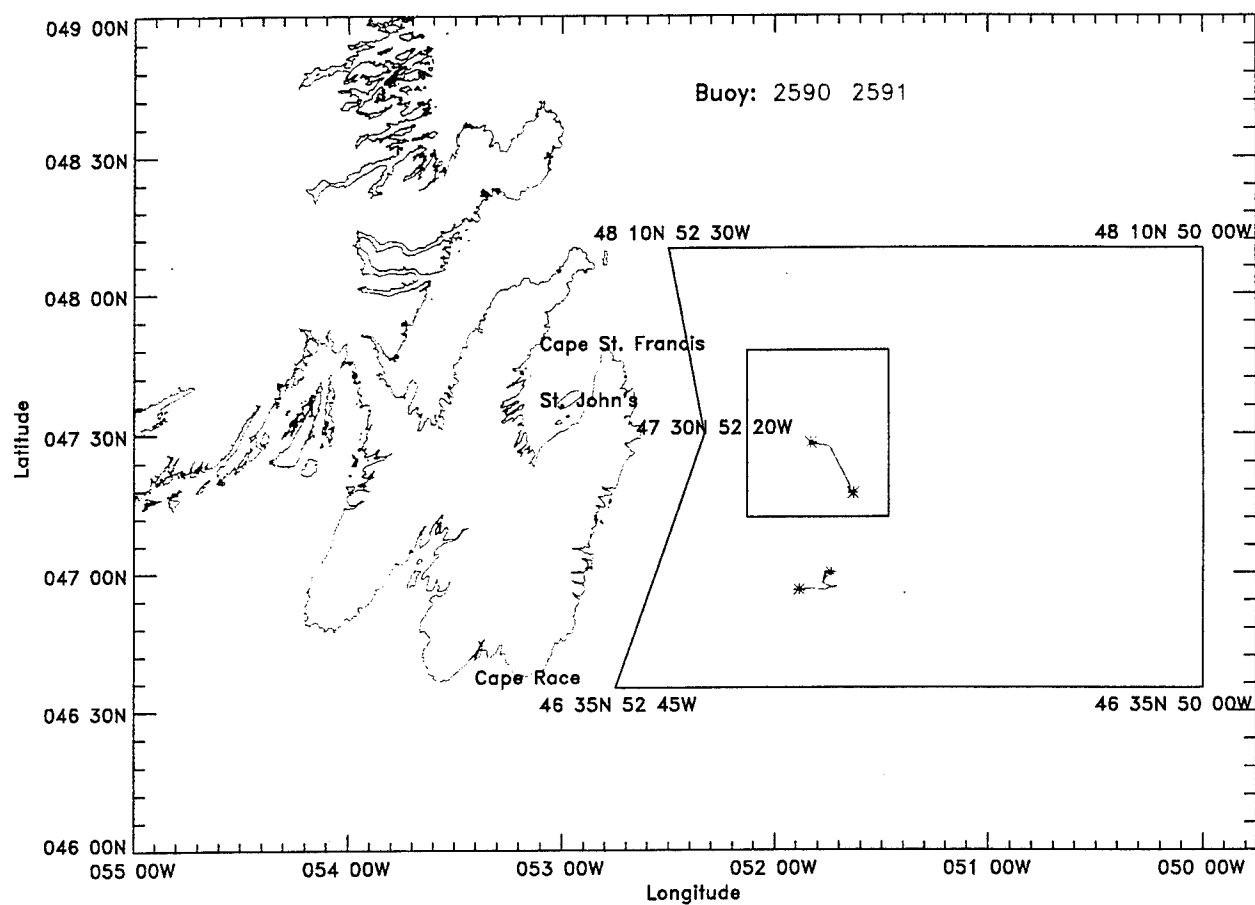 049 00N
Buoy: 2590 2591
048 30N
48 10N 52 30W
48 10N 50 00W
048 00N
Cape St. Francis
St. John's
47 30N 52 20W
047 30N
Latitude
047 00N
Cape Race
46 35N 52 45W
46 35N 50 00W
046 30N
046 00N
055 00W
054 00W
053 00W
052 00W
051 00W
050 00W
Longitude